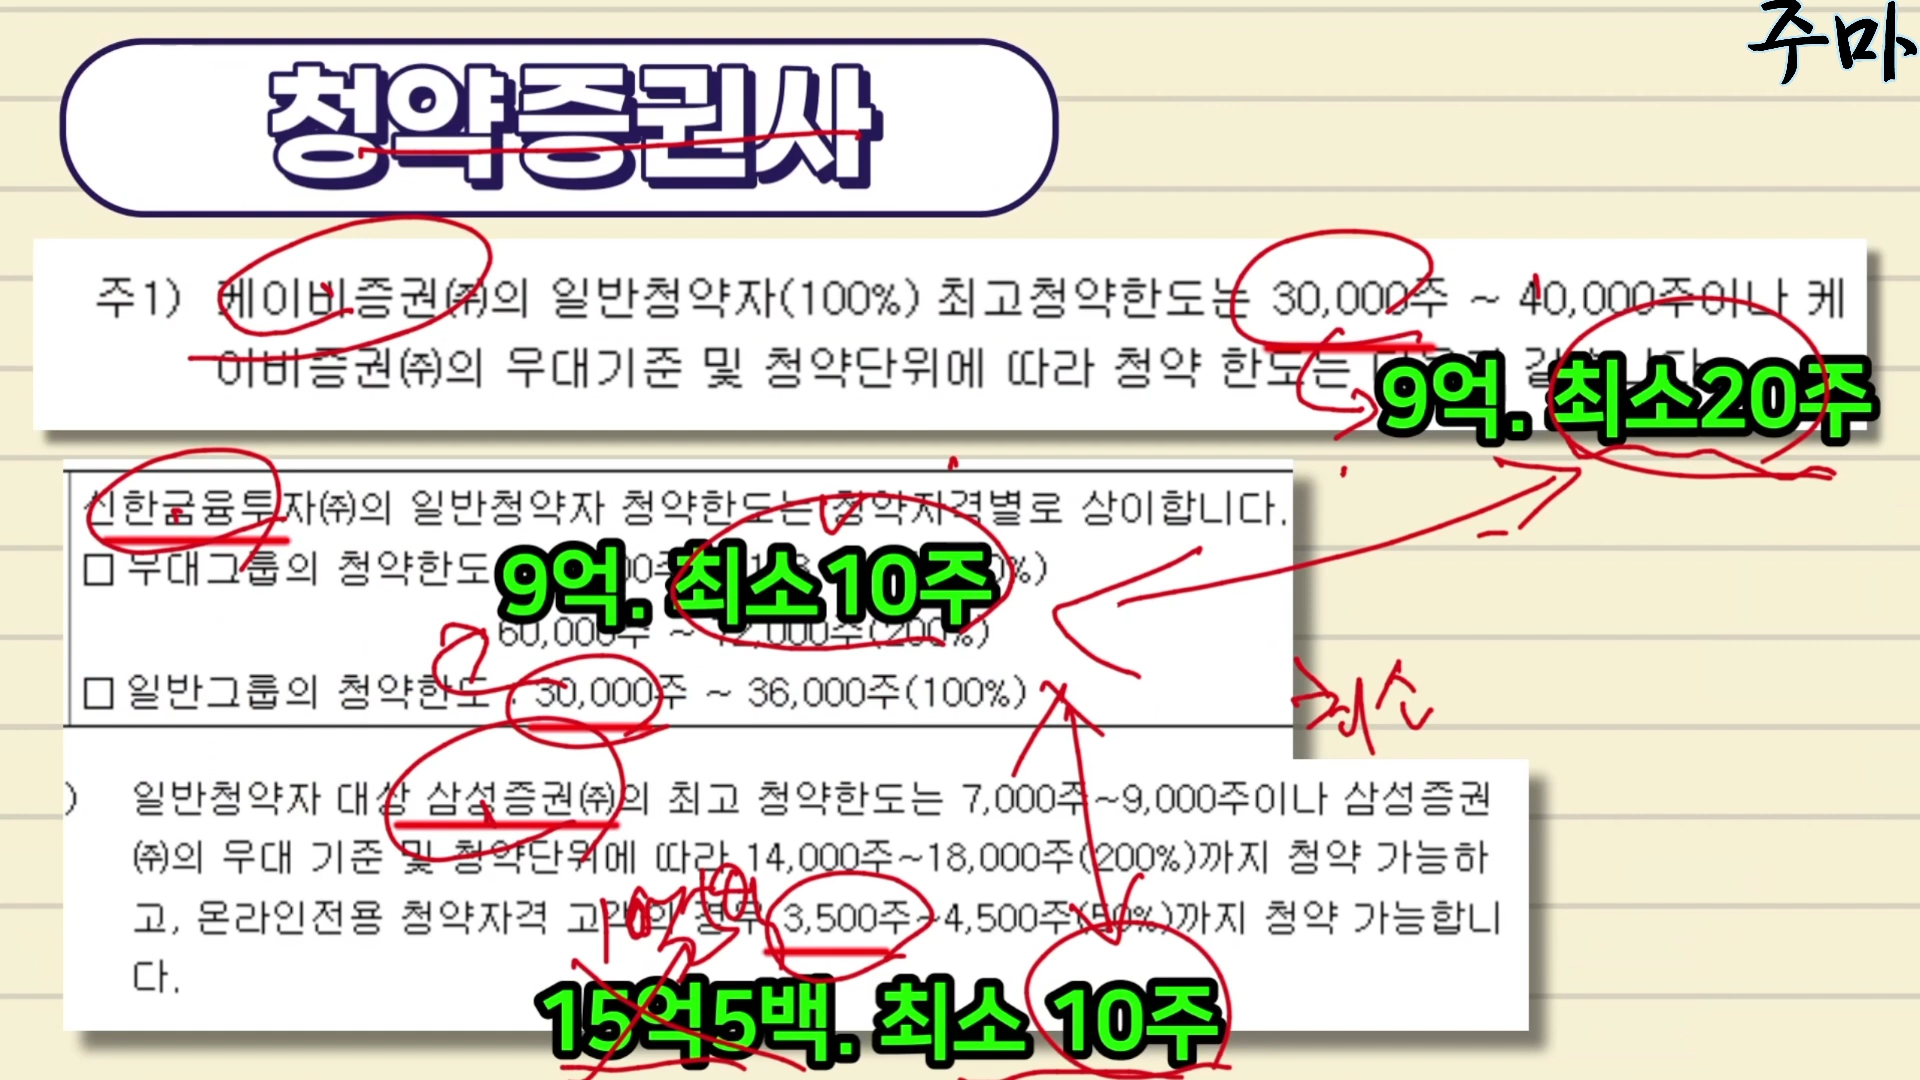 주마
청약증권사
주1) 케이비증권㈜의 일반청약자(100%) 최고청약한도는 30,000주 ~ 40,000주이나 케
이비증권㈜의 우대기준 및 청약단위에 따라 청약 한도는
9억. 최소20주
신한금융투자㈜의 일반청약자 청약한도는 청약자격별로 상이합니다.
□ 우대그룹의 청약한도
9억. 최소10주
60,000주 ~ 72,000주(200%)
□ 일반그룹의 청약한도 : 30,000주 ~ 36,000주(100%)
최소
) 일반청약자 대상 삼성증권㈜의 최고 청약한도는 7,000주~9,000주이나 삼성증권
㈜의 우대 기준 및 청약단위에 따라 14,000주~18,000주(200%)까지 청약 가능하
고, 온라인전용 청약자격 고객의 경우 3,500주~4,500주(50%)까지 청약 가능합니
다.
15억5백. 최소 10주